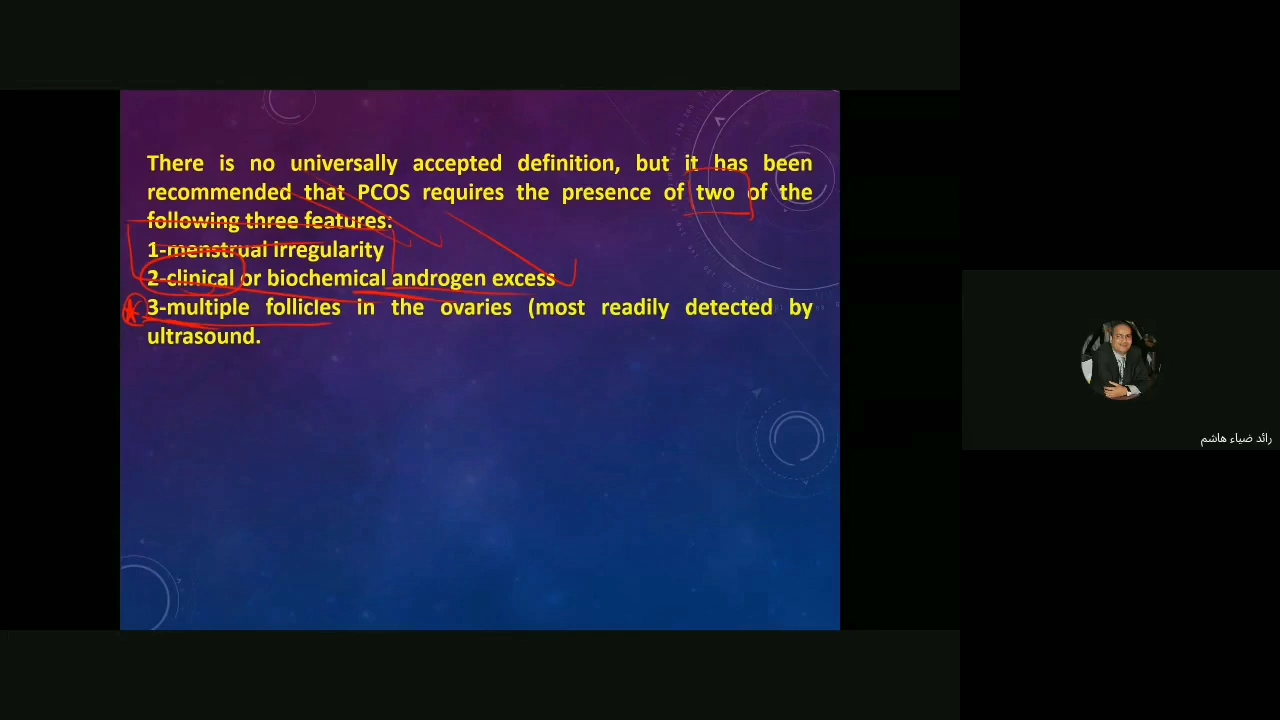 There is no universally accepted definition, but it has been
recommended that PCOS requires the presence of two of the
following three features:
1-menstrual irregularity
2-clinical or biochemical androgen excess
3-multiple follicles in the ovaries (most readily detected by
ultrasound.
رائد ضياء هاشم